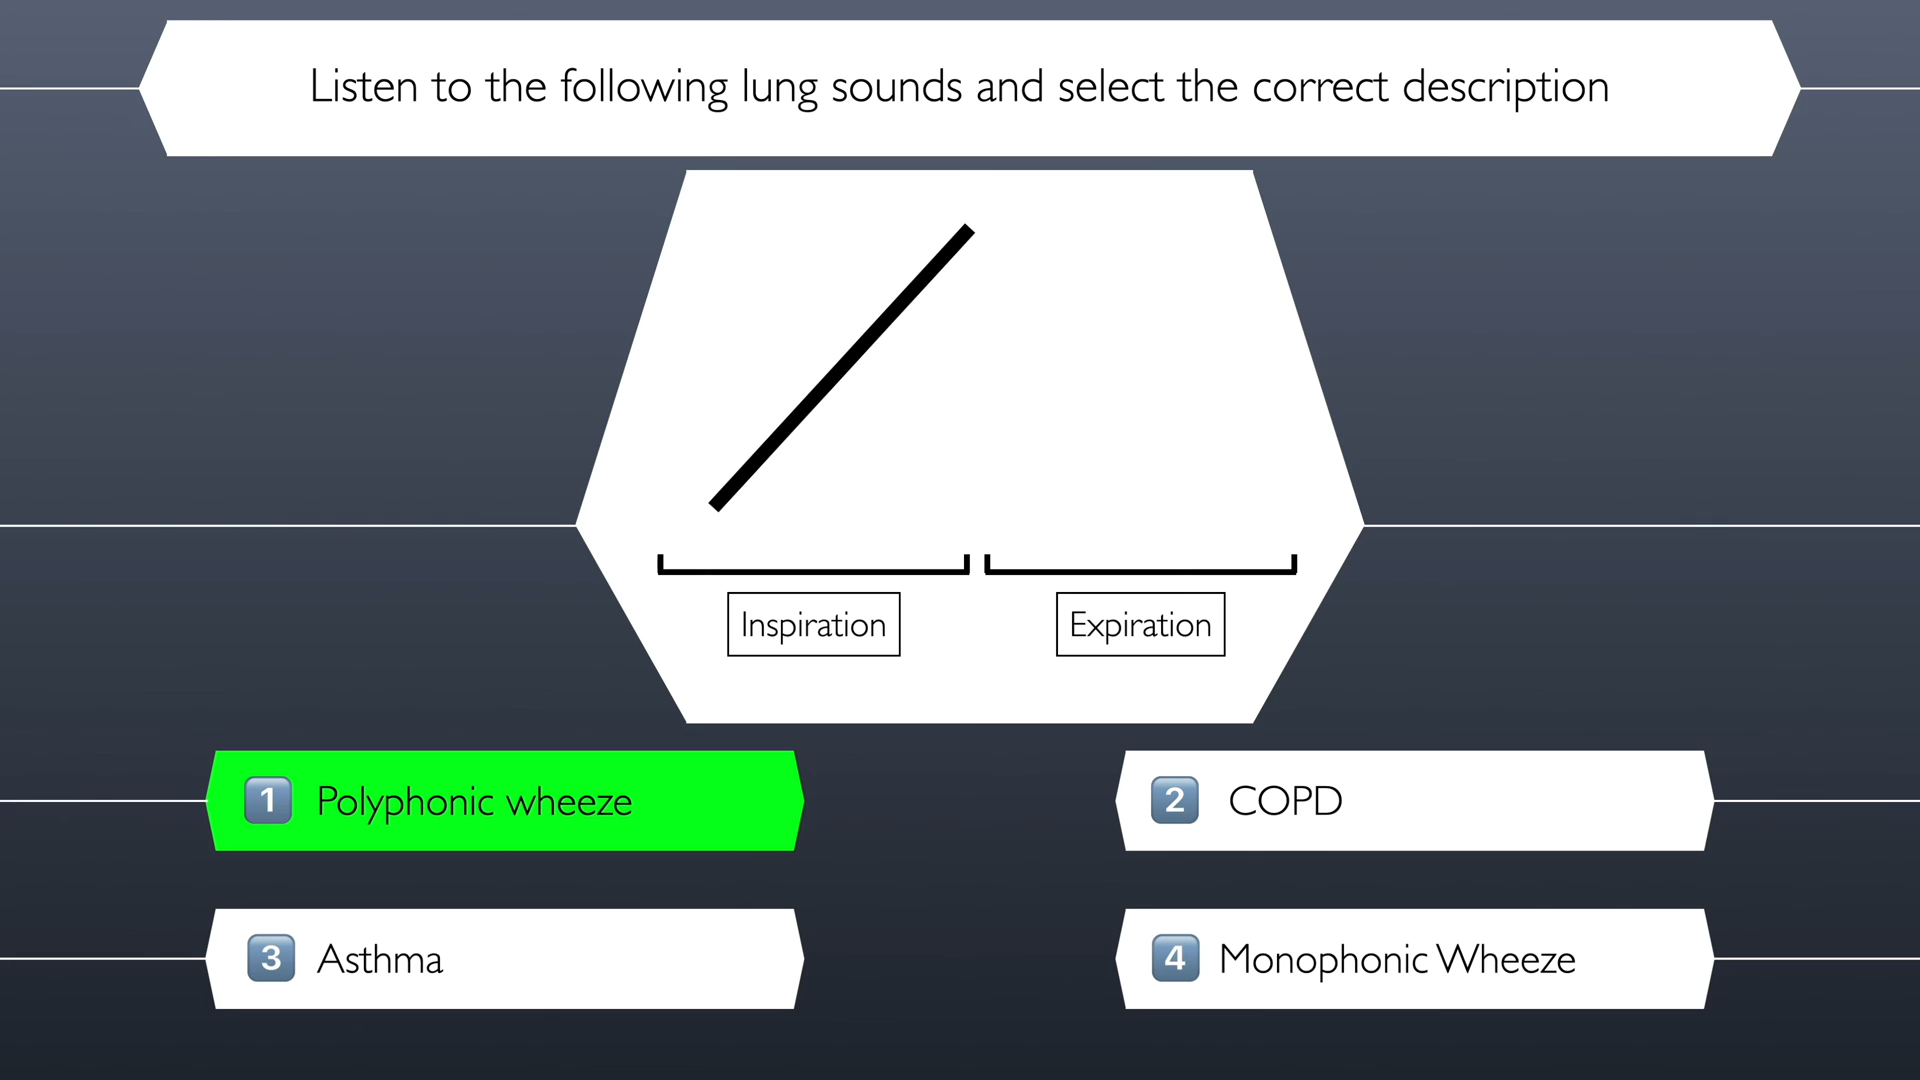 Listen to the following lung sounds and select the correct description
Inspiration
Expiration
1 Polyphonic wheeze
2 COPD
3 Asthma
4 Monophonic Wheeze